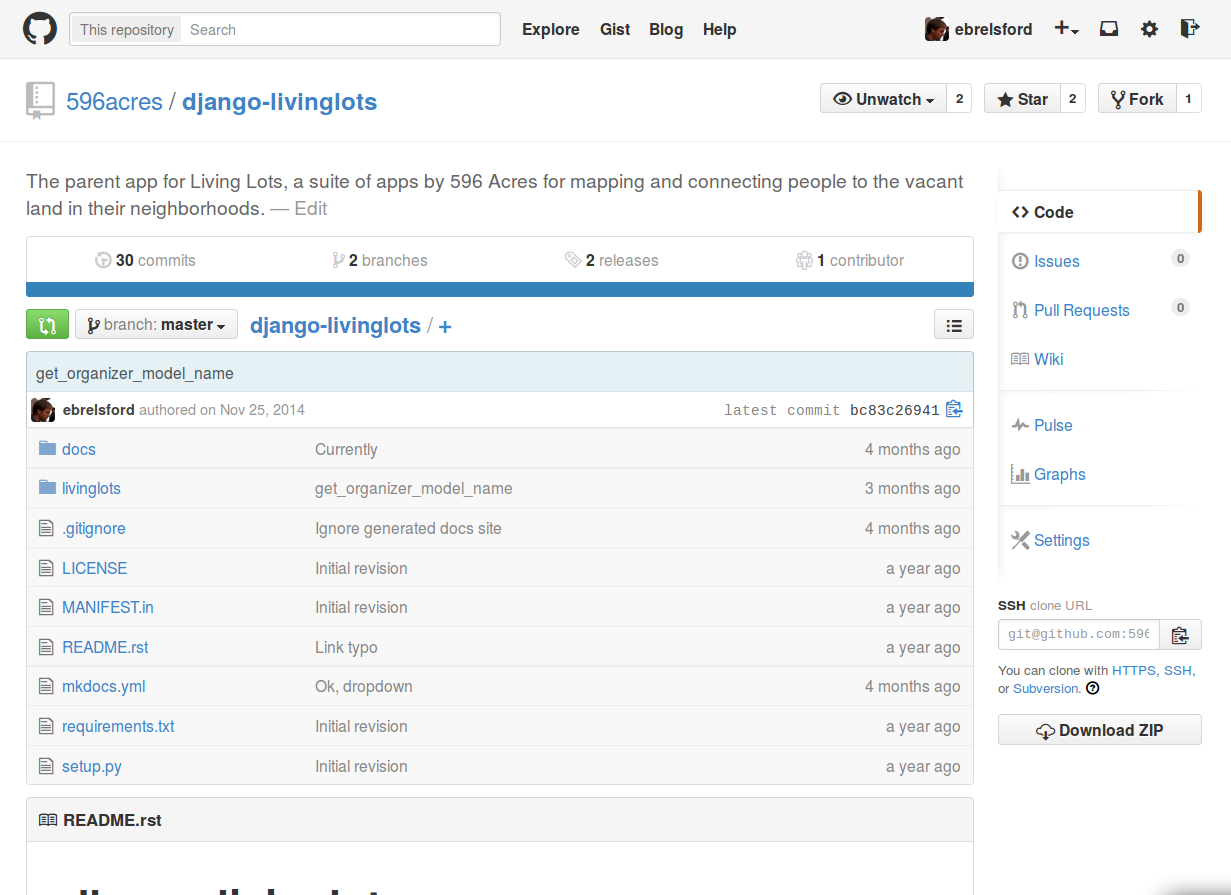 This repository Search Explore Gist Blog Help ebrelsford +
596acres / django-livinglots Unwatch 2 Star 2 Fork 1
The parent app for Living Lots, a suite of apps by 596 Acres for mapping and connecting people to the vacant
land in their neighborhoods. — Edit
30 commits 2 branches 2 releases 1 contributor
branch: master django-livinglots / +
get_organizer_model_name
ebrelsford authored on Nov 25, 2014 latest commit bc83c26941
docs Currently 4 months ago
livinglots get_organizer_model_name 3 months ago
.gitignore Ignore generated docs site 4 months ago
LICENSE Initial revision a year ago
MANIFEST.in Initial revision a year ago
README.rst Link typo a year ago
mkdocs.yml Ok, dropdown 4 months ago
requirements.txt Initial revision a year ago
setup.py Initial revision a year ago
README.rst
Code
Issues 0
Pull Requests 0
Wiki
Pulse
Graphs
Settings
SSH clone URL
git@github.com:596
You can clone with HTTPS, SSH,
or Subversion.
Download ZIP